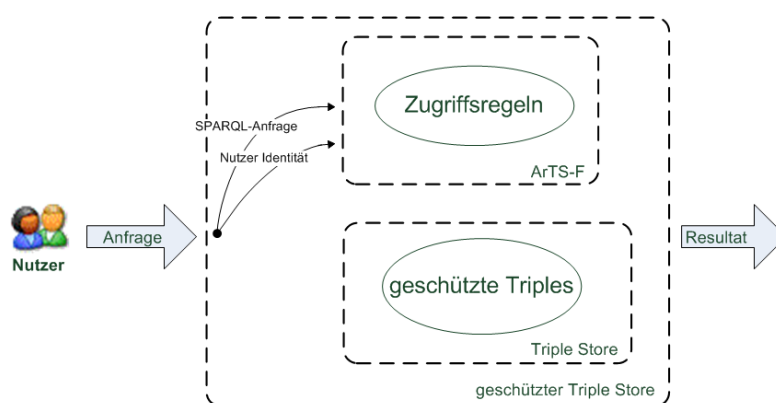 Zugriffsregeln
SPARQL-Anfrage
Nutzer Identität
ArTS-F
Nutzer
Anfrage
Resultat
geschützte Triples
Triple Store
geschützter Triple Store